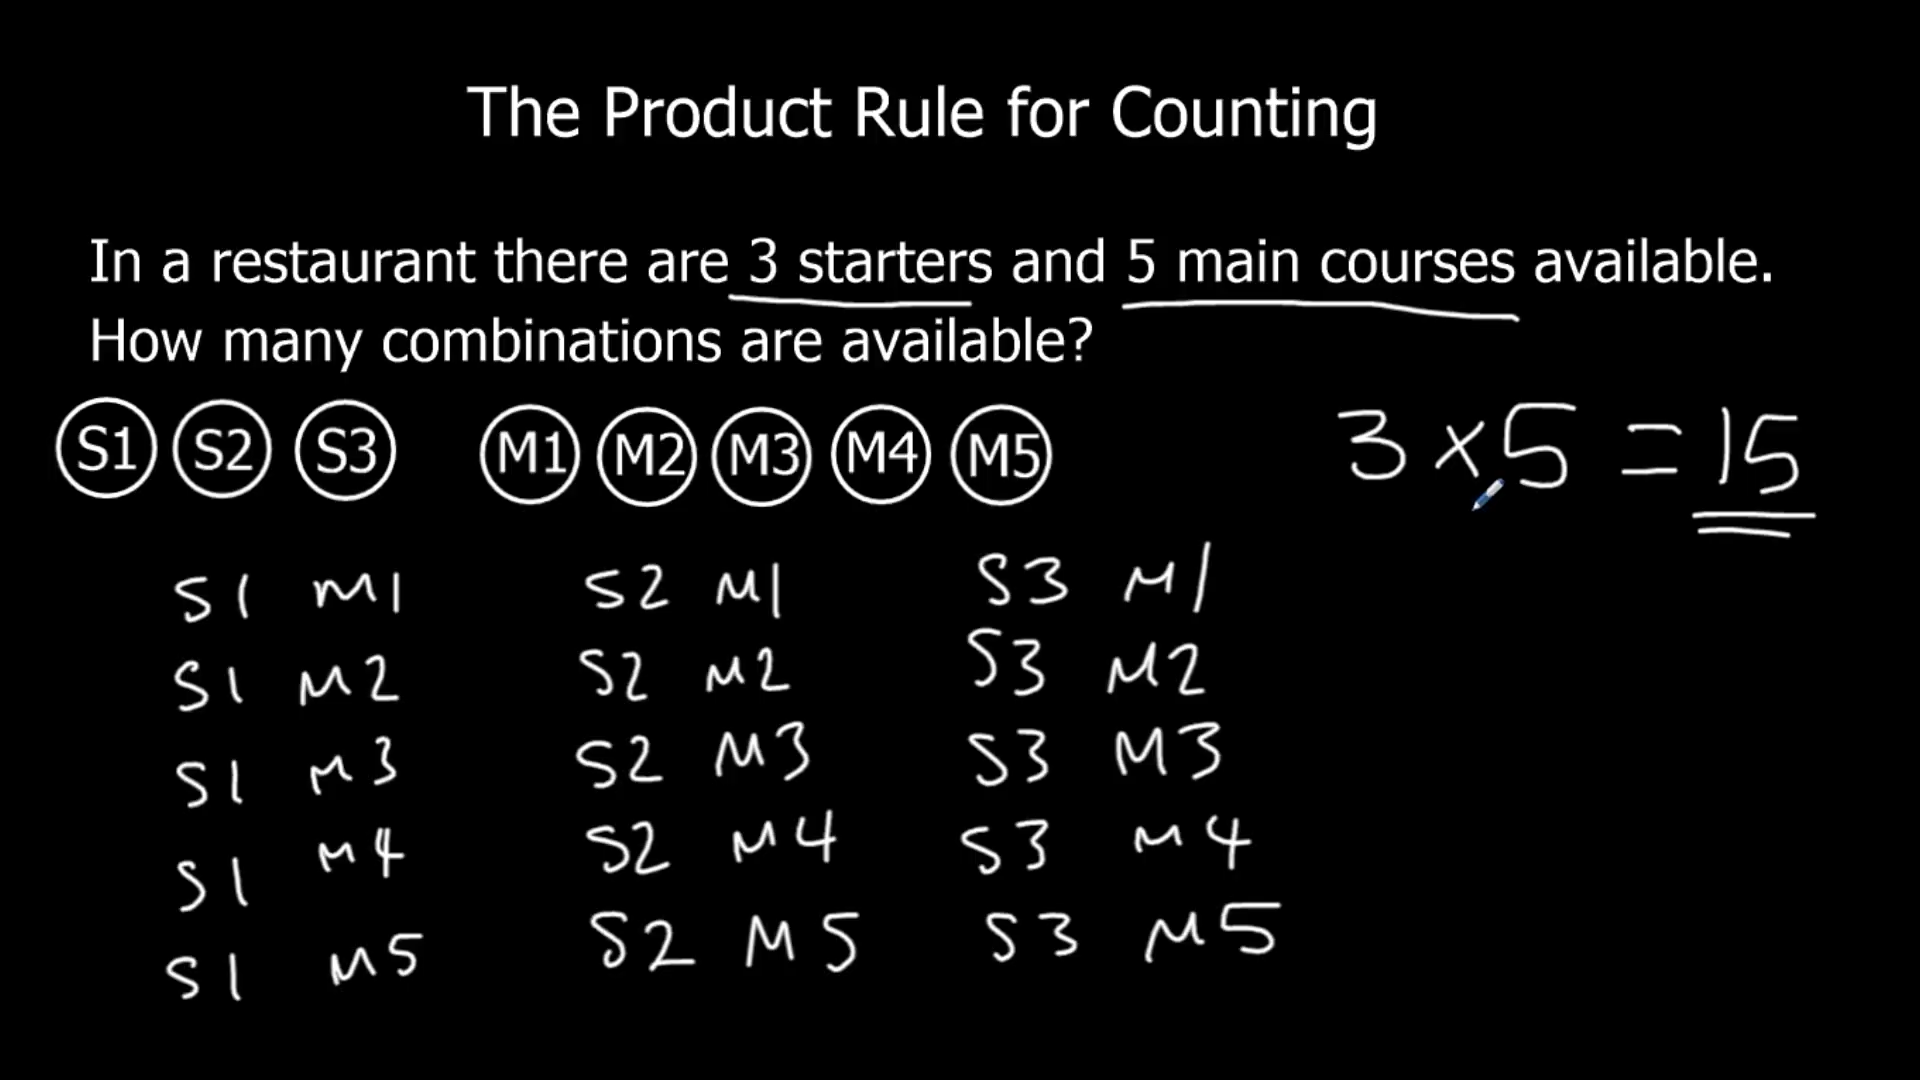 The Product Rule for Counting
In a restaurant there are 3 starters and 5 main courses available.
How many combinations are available?
S1 S2 S3 M1 M2 M3 M4 M5
3 × 5 = 15
S1 M1 S2 M1 S3 M1
S1 M2 S2 M2 S3 M2
S1 M3 S2 M3 S3 M3
S1 M4 S2 M4 S3 M4
S1 M5 S2 M5 S3 M5